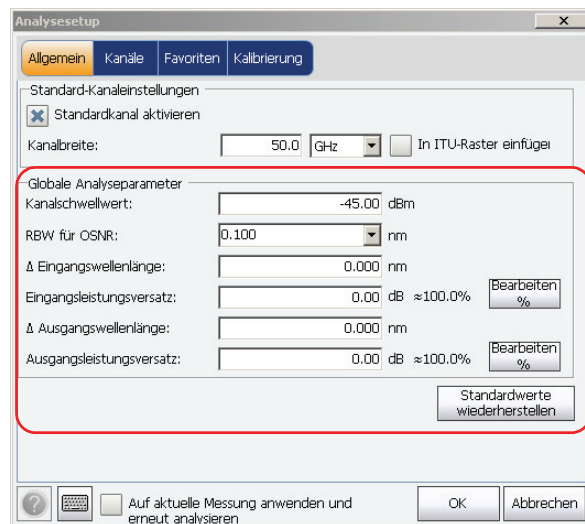 Analysesetup
Allgemein Kanäle Favoriten Kalibrierung
Standard-Kanaleinstellungen
Standardkanal aktivieren
Kanalbreite: 50.0 GHz In ITU-Raster einfüger
Globale Analyseparameter
Kanalschwellwert: -45.00 dBm
RBW für OSNR: 0.100 nm
Δ Eingangswellenlänge: 0.000 nm
Eingangsleistungsversatz: 0.00 dB ≈100.0% Bearbeiten
%
Δ Ausgangswellenlänge: 0.000 nm
Ausgangsleistungsversatz: 0.00 dB ≈100.0% Bearbeiten
%
Standardwerte
wiederherstellen
Auf aktuelle Messung anwenden und
erneut analysieren
OK Abbrechen